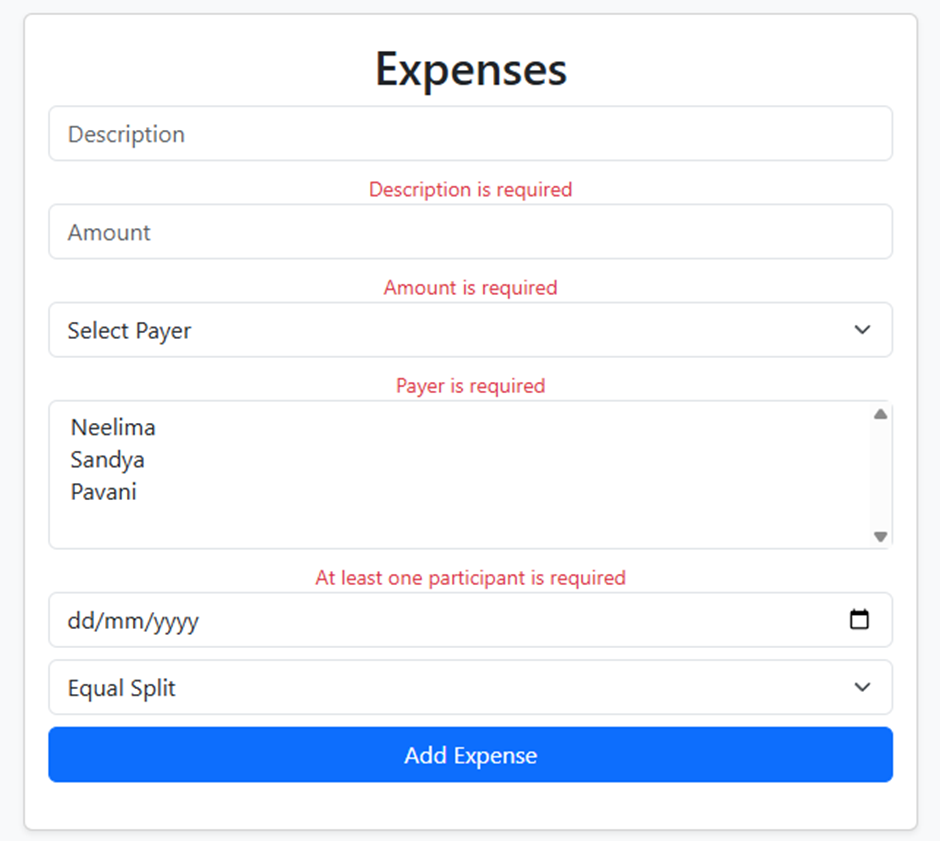 Expenses
Description
Description is required
Amount
Amount is required
Select Payer
Payer is required
Neelima
Sandya
Pavani
At least one participant is required
dd/mm/yyyy
Equal Split
Add Expense